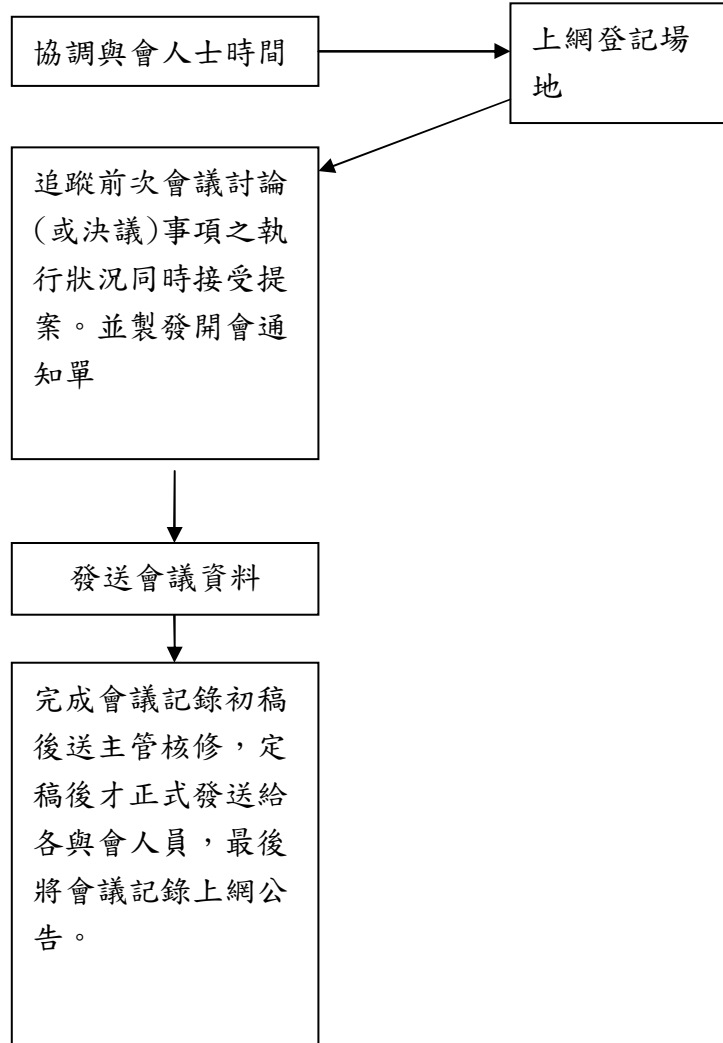 協調與會人士時間
上網登記場
地
追蹤前次會議討論
(或決議)事項之執
行狀況同時接受提
案。並製發開會通
知單
發送會議資料
完成會議記錄初稿
後送主管核修，定
稿後才正式發送給
各與會人員，最後
將會議記錄上網公
告。